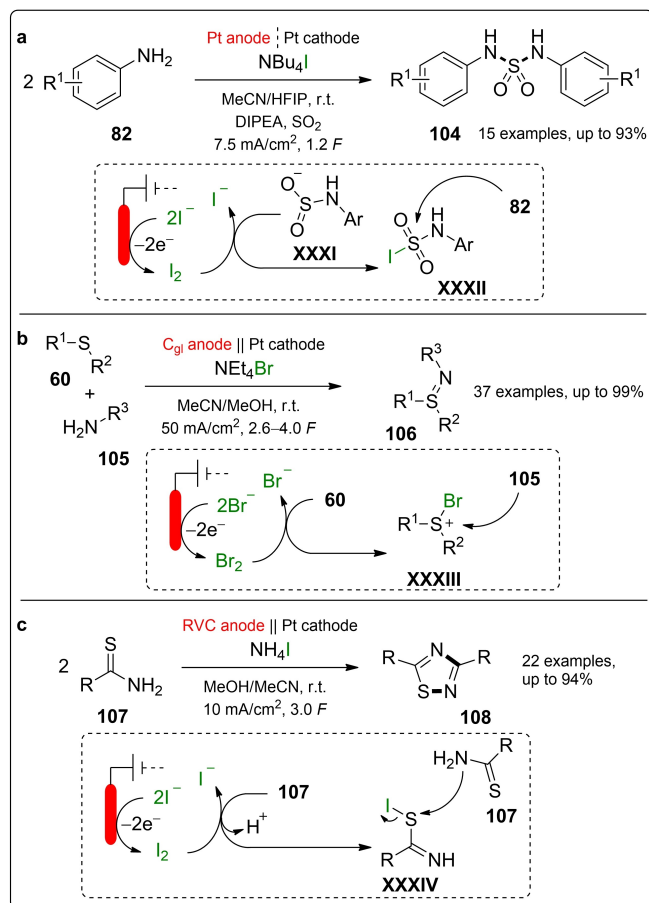 a
Pt anode Pt cathode
NBu4I
MeCN/HFIP, r.t.
DIPEA, SO2
7.5 mA/cm2, 1.2 F
2 R1 NH2
82
R1 H N S O O H N R1
104 15 examples, up to 93%
2I−
−2e−
I2
I−
O− S O H N Ar
XXXI
I S O O H N Ar
XXXII
82
b
R1 S R2
60
+
H2N R3
105
Cgl anode || Pt cathode
NEt4Br
MeCN/MeOH, r.t.
50 mA/cm2, 2.6–4.0 F
R3 N R1 S R2
106
37 examples, up to 99%
2Br−
−2e−
Br2
Br−
60
Br R1 S+ R2
XXXIII
105
c
2 S R NH2
107
RVC anode || Pt cathode
NH4I
MeOH/MeCN, r.t.
10 mA/cm2, 3.0 F
R N R S N
108
22 examples,
up to 94%
2I−
−2e−
I2
I−
107
H+
I S R NH
XXXIV
H2N R S
107